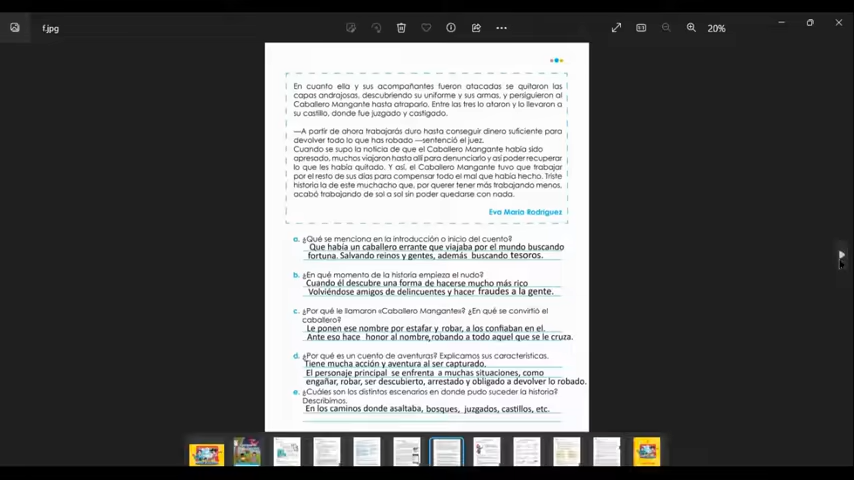 f.jpg
20%
En cuanto ella y sus acompañantes fueron atacadas se quitaron las
capas andrajosas, descubriendo su uniforme y sus armas, y persiguieron al
Caballero Mangante hasta atraparlo. Entre las tres lo ataron y lo llevaron a
su castillo, donde fue juzgado y castigado.
—A partir de ahora trabajarás duro hasta conseguir dinero suficiente para
devolver todo lo que has robado —sentenció el juez.
Cuando se supo la noticia de que el Caballero Mangante había sido
apresado, muchos viajaron hasta allí para denunciarlo y así poder recuperar
lo que les había quitado. Y así, el Caballero Mangante tuvo que trabajar
por el resto de sus días para compensar todo el mal que había hecho. Triste
historia la de este muchacho que, por querer tener más trabajando menos,
acabó trabajando de sol a sol sin poder quedarse con nada.
Eva María Rodríguez
a. ¿Qué se menciona en la introducción o inicio del cuento?
Que había un caballero errante que viajaba por el mundo buscando
fortuna. Salvando reinos y gentes, además buscando tesoros.
b. ¿En qué momento de la historia empieza el nudo?
Cuando él descubre una forma de hacerse mucho más rico
Volviéndose amigos de delincuentes y hacer fraudes a la gente.
c. ¿Por qué le llamaron «Caballero Mangante»? ¿En qué se convirtió el
caballero?
Le ponen ese nombre por estafar y robar, a los confiaban en el.
Ante eso hace honor al nombre,robando a todo aquel que se le cruza.
d. ¿Por qué es un cuento de aventuras? Explicamos sus características.
Tiene mucha acción y aventura al ser capturado.
El personaje principal se enfrenta a muchas situaciones, como
engañar, robar, ser descubierto, arrestado y obligado a devolver lo robado.
e. ¿Cuáles son los distintos escenarios en donde pudo suceder la historia?
Describimos.
En los caminos donde asaltaba, bosques, juzgados, castillos, etc.